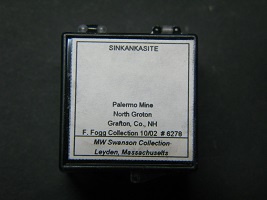 SINKANKASITE
Palermo Mine
North Groton
Grafton, Co., NH
F. Fogg Collection 10/02 # 6278
MW Swanson Collection
Leyden, Massachusetts